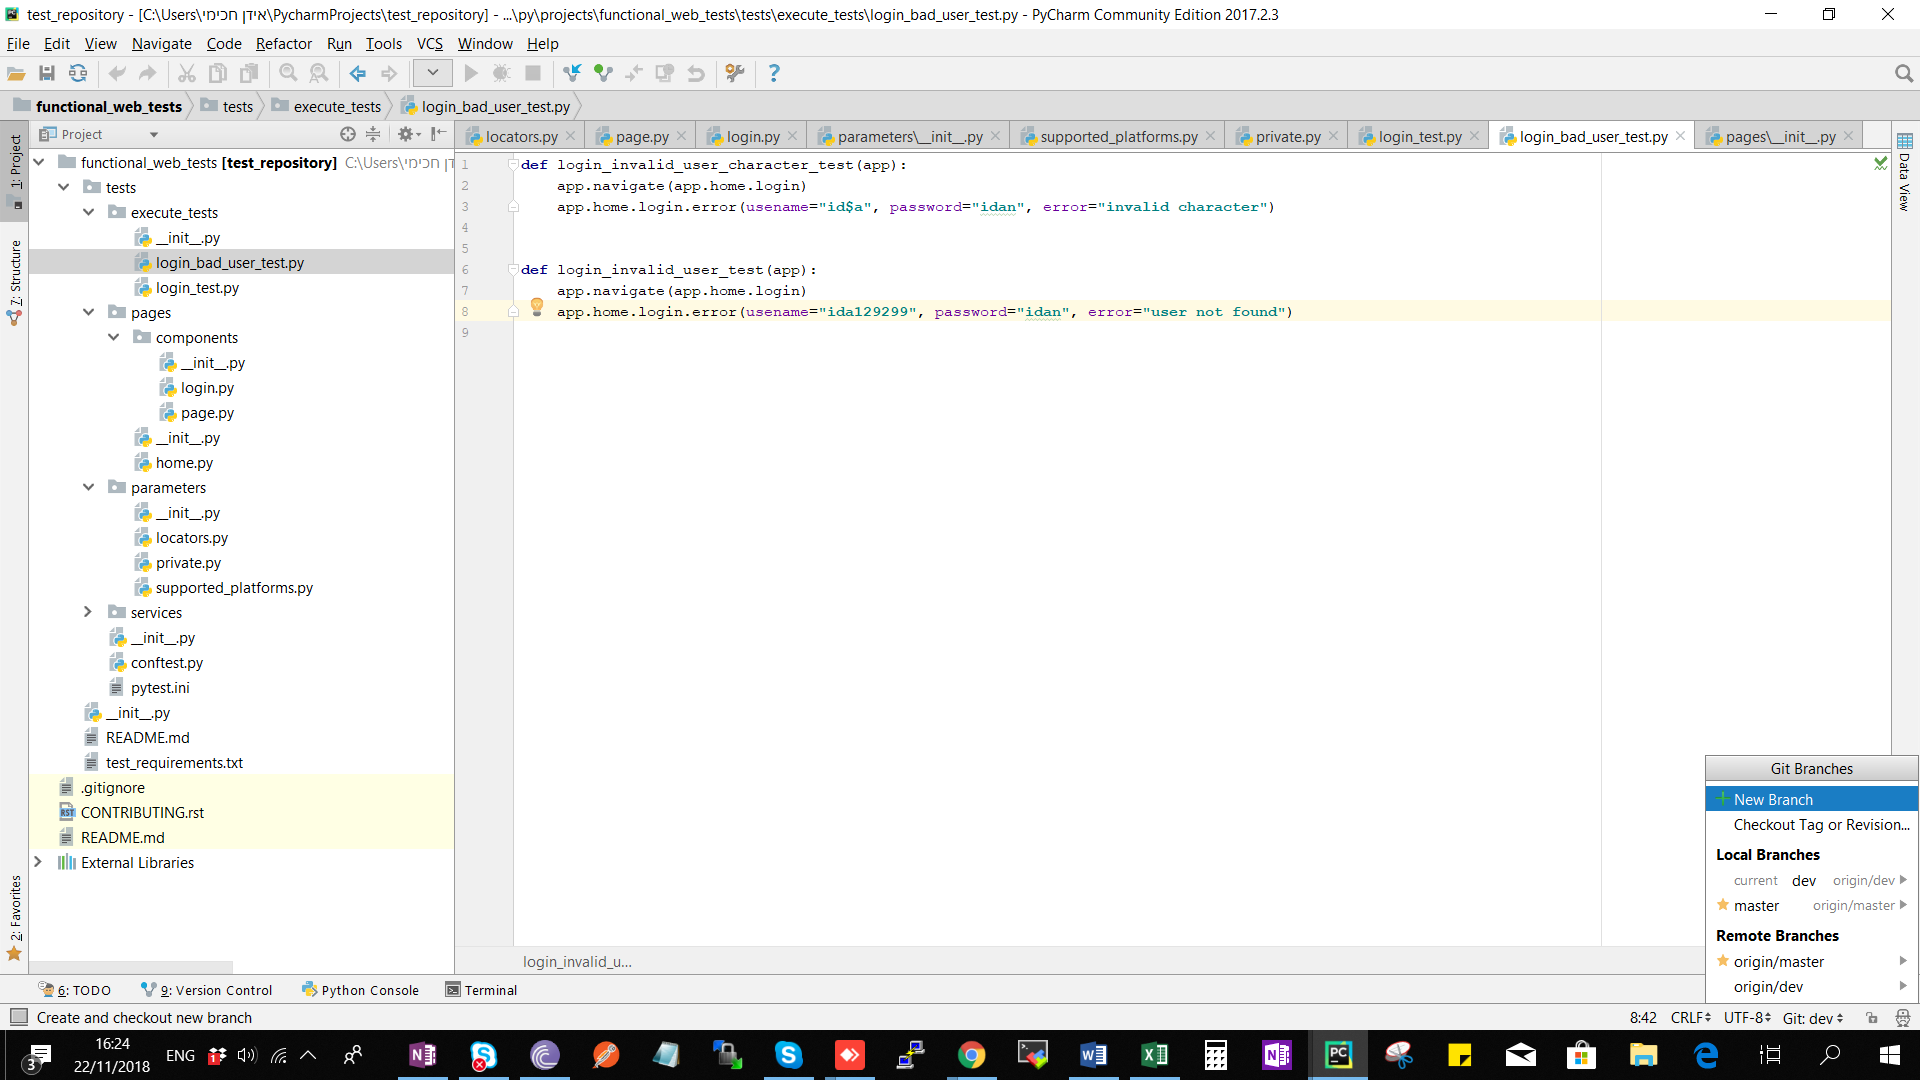 test_repository - [C:\Users\אידן חכימי\PycharmProjects\test_repository] - ...\py\projects\functional_web_tests\tests\execute_tests\login_bad_user_test.py - PyCharm Community Edition 2017.2.3
File Edit View Navigate Code Refactor Run Tools VCS Window Help
functional_web_tests tests execute_tests login_bad_user_test.py
Project
locators.py page.py login.py parameters\__init__.py supported_platforms.py private.py login_test.py login_bad_user_test.py pages\__init__.py
1: Project
7: Structure
2: Favorites
Data View
functional_web_tests [test_repository] C:\Users\אידן חכימי
tests
execute_tests
__init__.py
login_bad_user_test.py
login_test.py
pages
components
__init__.py
login.py
page.py
__init__.py
home.py
parameters
__init__.py
locators.py
private.py
supported_platforms.py
services
__init__.py
conftest.py
pytest.ini
__init__.py
README.md
test_requirements.txt
.gitignore
CONTRIBUTING.rst
README.md
External Libraries
1 def login_invalid_user_character_test(app):
2 app.navigate(app.home.login)
3 app.home.login.error(usename="id$a", password="idan", error="invalid character")
4
5
6 def login_invalid_user_test(app):
7 app.navigate(app.home.login)
8 app.home.login.error(usename="ida129299", password="idan", error="user not found")
9
login_invalid_u...
Git Branches
New Branch
Checkout Tag or Revision...
Local Branches
current dev origin/dev
master origin/master
Remote Branches
origin/master
origin/dev
6: TODO 9: Version Control Python Console Terminal
Create and checkout new branch 8:42 CRLF UTF-8 Git: dev
3
16:24
22/11/2018
ENG